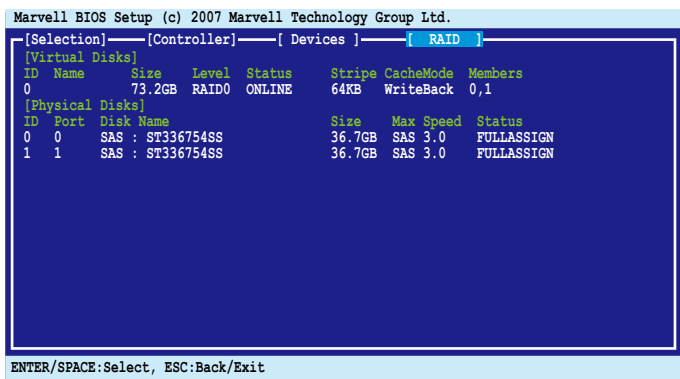 Marvell BIOS Setup (c) 2007 Marvell Technology Group Ltd.
[Selection] [Controller] [ Devices ] [ RAID ]
[Virtual Disks]
ID Name Size Level Status Stripe CacheMode Members
0 73.2GB RAID0 ONLINE 64KB WriteBack 0,1
[Physical Disks]
ID Port Disk Name Size Max Speed Status
0 0 SAS : ST336754SS 36.7GB SAS 3.0 FULLASSIGN
1 1 SAS : ST336754SS 36.7GB SAS 3.0 FULLASSIGN
ENTER/SPACE:Select, ESC:Back/Exit